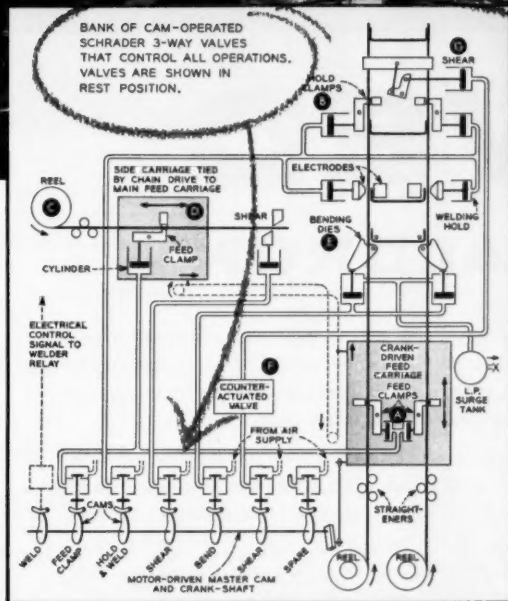 BANK OF CAM-OPERATED
SCHRADER 3-WAY VALVES
THAT CONTROL ALL OPERATIONS.
VALVES ARE SHOWN IN
REST POSITION.
G
SHEAR
HOLD
CLAMPS
B
REEL
C
SIDE CARRIAGE TIED
BY CHAIN DRIVE TO
MAIN FEED CARRIAGE
D
FEED
CLAMP
CYLINDER
SHEAR
ELECTRODES
WELDING
HOLD
BENDING
DIES
E
ELECTRICAL
CONTROL
SIGNAL TO
WELDER
RELAY
F
COUNTER-
ACTUATED
VALVE
CRANK-
DRIVEN
FEED
CARRIAGE
FEED
CLAMPS
A
L.P.
SURGE
TANK
X
FROM AIR
SUPPLY
CAMS
STRAIGHT-
ENERS
WELD
FEED
CLAMP
HOLD
& WELD
SHEAR
BEND
SHEAR
SPARE
MOTOR-DRIVEN MASTER CAM
AND CRANK-SHAFT
REEL
REEL